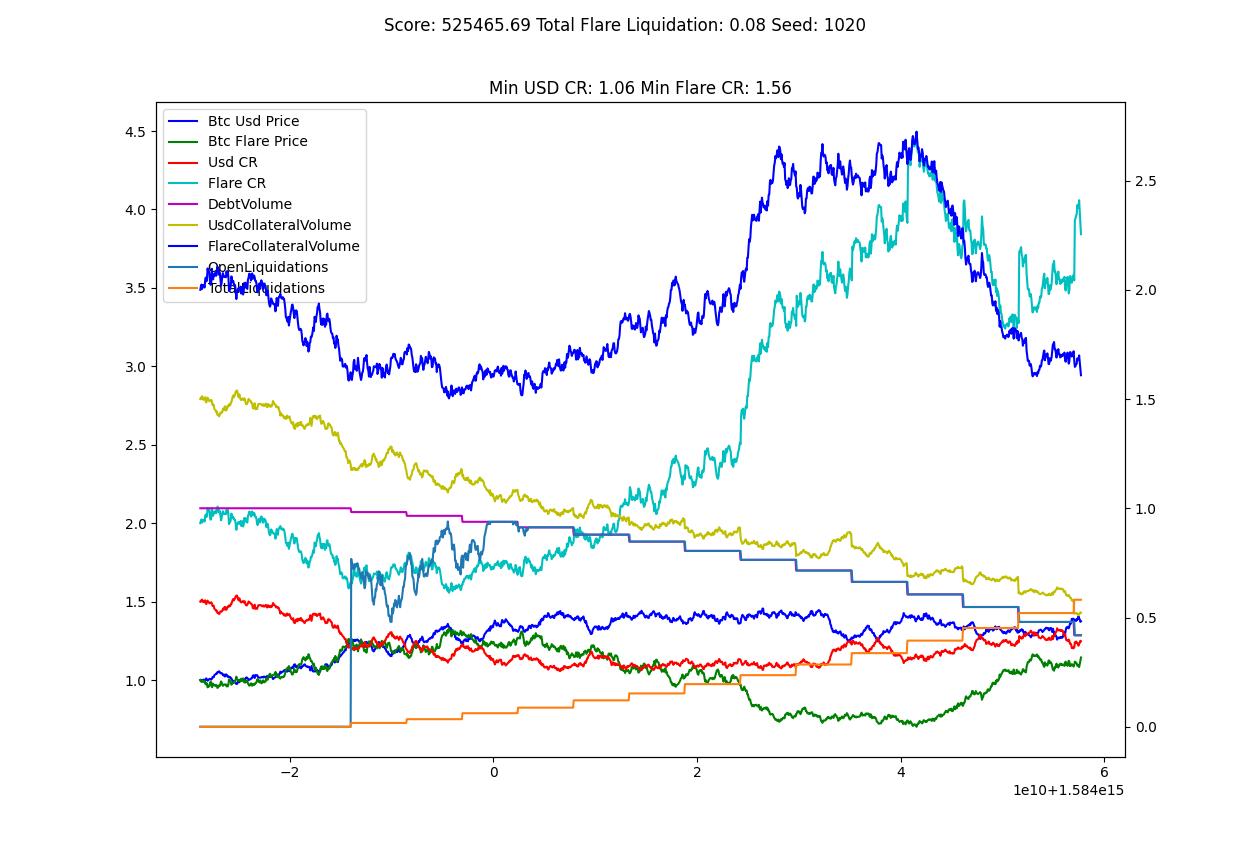 Score: 525465.69 Total Flare Liquidation: 0.08 Seed: 1020
Min USD CR: 1.06 Min Flare CR: 1.56
Btc Usd Price
Btc Flare Price
Usd CR
Flare CR
DebtVolume
UsdCollateralVolume
FlareCollateralVolume
OpenLiquidations
TotalLiquidations
4.5
4.0
3.5
3.0
2.5
2.0
1.5
1.0
2.5
2.0
1.5
1.0
0.5
0.0
−2
0
2
4
6
1e10+1.584e15